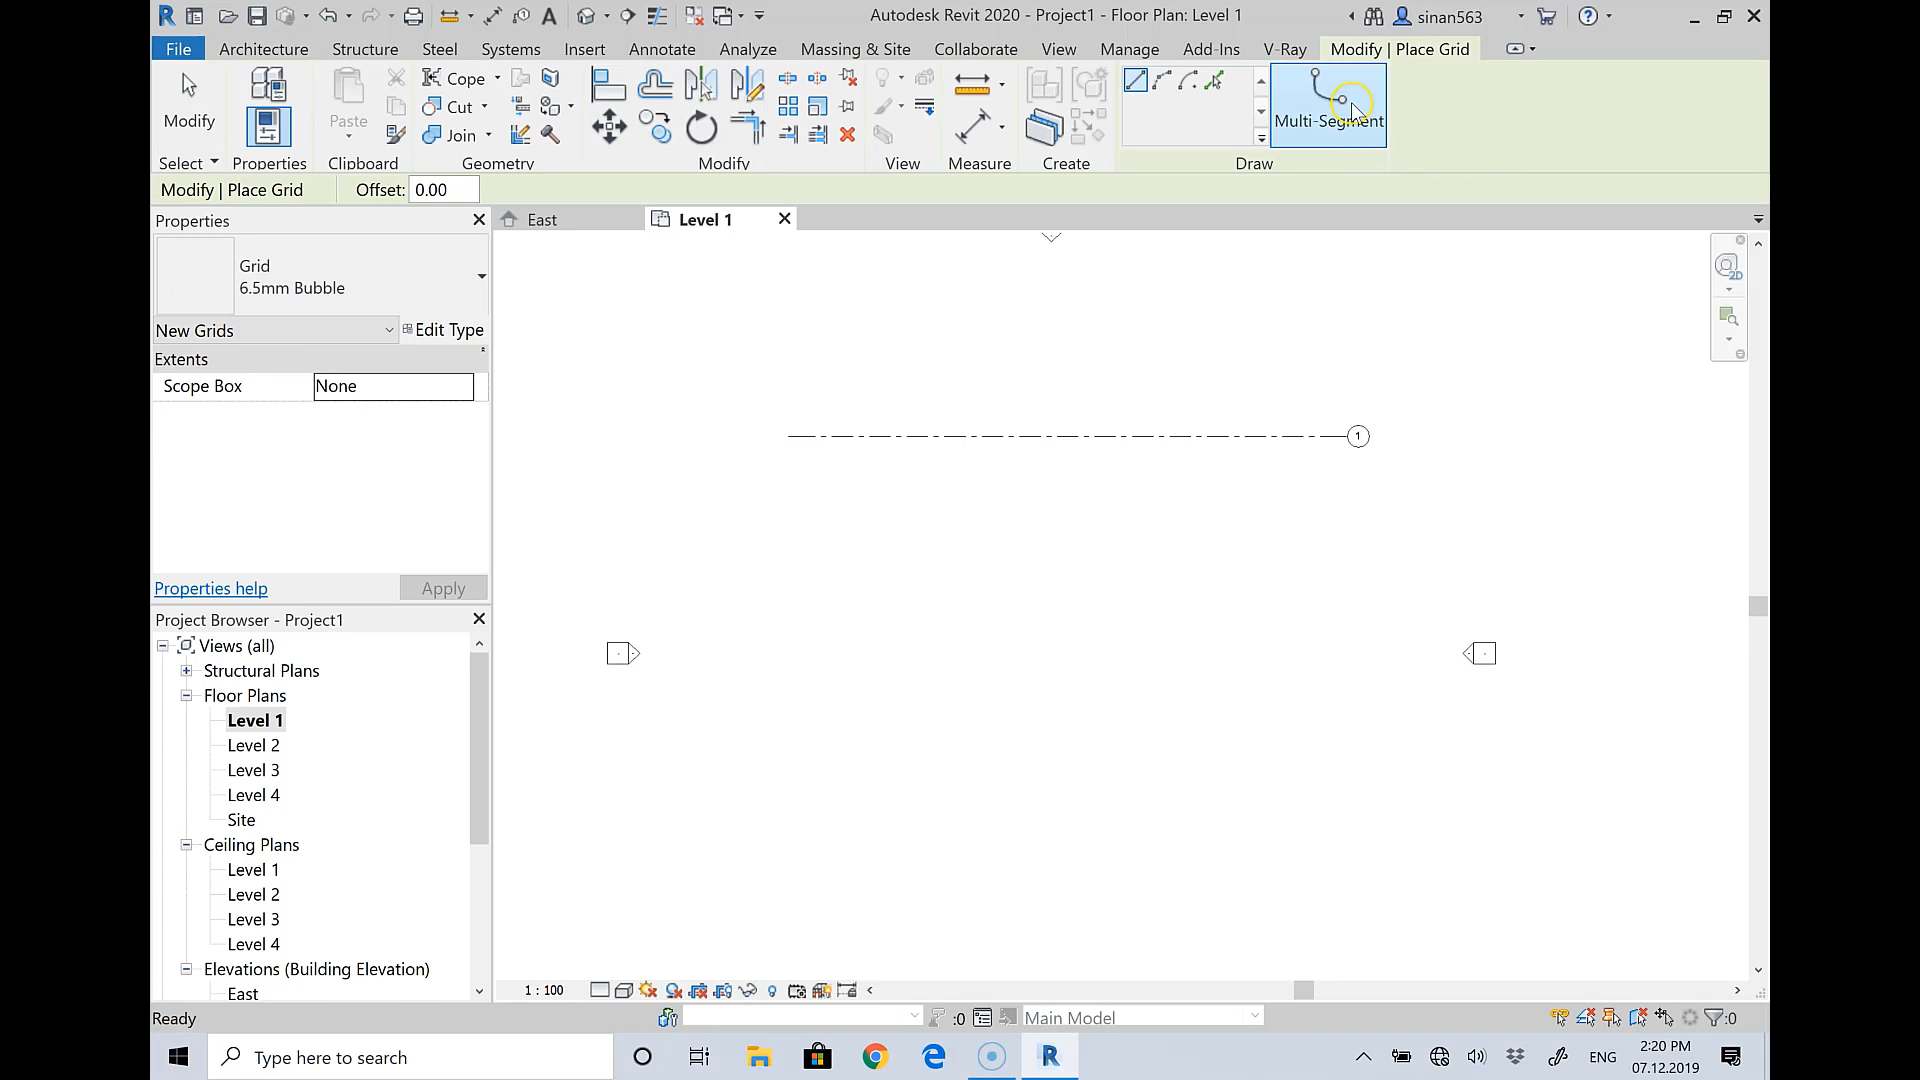 Autodesk Revit 2020 - Project1 - Floor Plan: Level 1
sinan563
File Architecture Structure Steel Systems Insert Annotate Analyze Massing & Site Collaborate View Manage Add-Ins V-Ray Modify | Place Grid
Modify
Paste
Cope
Cut
Join
Multi-Segment
Select Properties Clipboard Geometry Modify View Measure Create Draw
Modify | Place Grid Offset: 0.00
Properties
East
Level 1
Grid
6.5mm Bubble
New Grids
Edit Type
Extents
Scope Box None
1
Properties help Apply
Project Browser - Project1
Views (all)
Structural Plans
Floor Plans
Level 1
Level 2
Level 3
Level 4
Site
Ceiling Plans
Level 1
Level 2
Level 3
Level 4
Elevations (Building Elevation)
East
1 : 100
Ready
:0
Main Model
:0
Type here to search
ENG
2:20 PM
07.12.2019